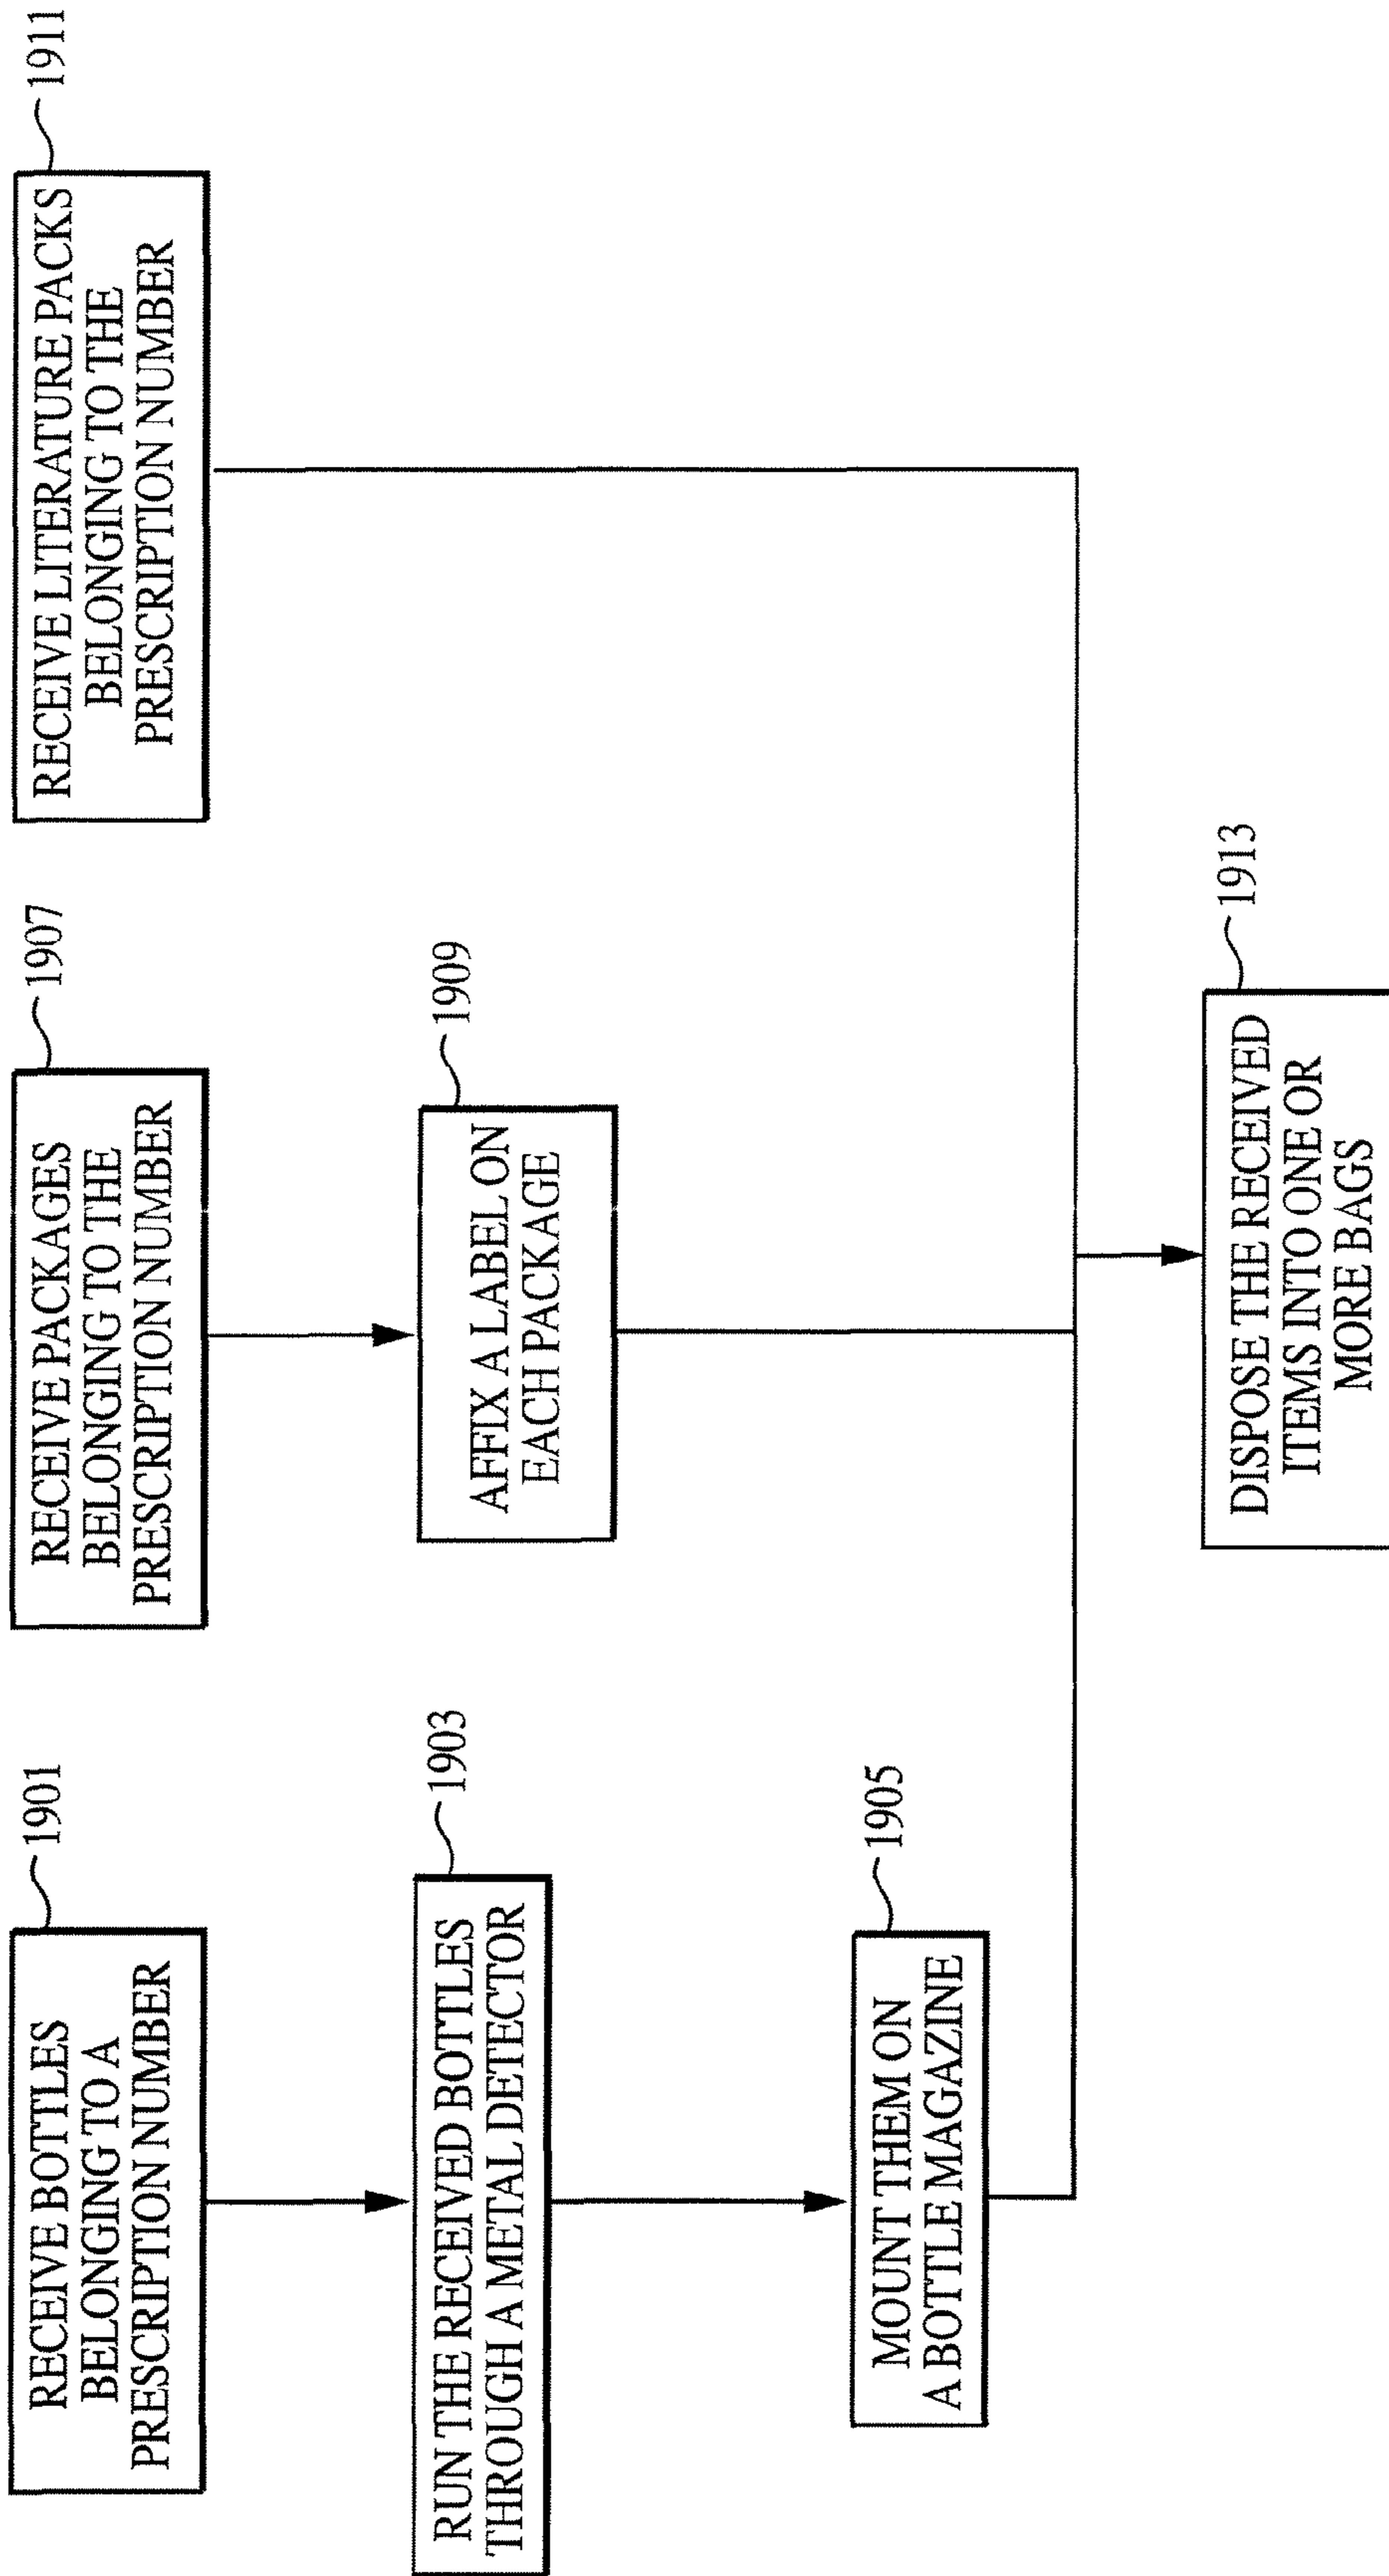 1901
RECEIVE BOTTLES
BELONGING TO A
PRESCRIPTION NUMBER
1903
RUN THE RECEIVED BOTTLES
THROUGH A METAL DETECTOR
1905
MOUNT THEM ON
A BOTTLE MAGAZINE
1907
RECEIVE PACKAGES
BELONGING TO THE
PRESCRIPTION NUMBER
1909
AFFIX A LABEL ON
EACH PACKAGE
1911
RECEIVE LITERATURE PACKS
BELONGING TO THE
PRESCRIPTION NUMBER
1913
DISPOSE THE RECEIVED
ITEMS INTO ONE OR
MORE BAGS